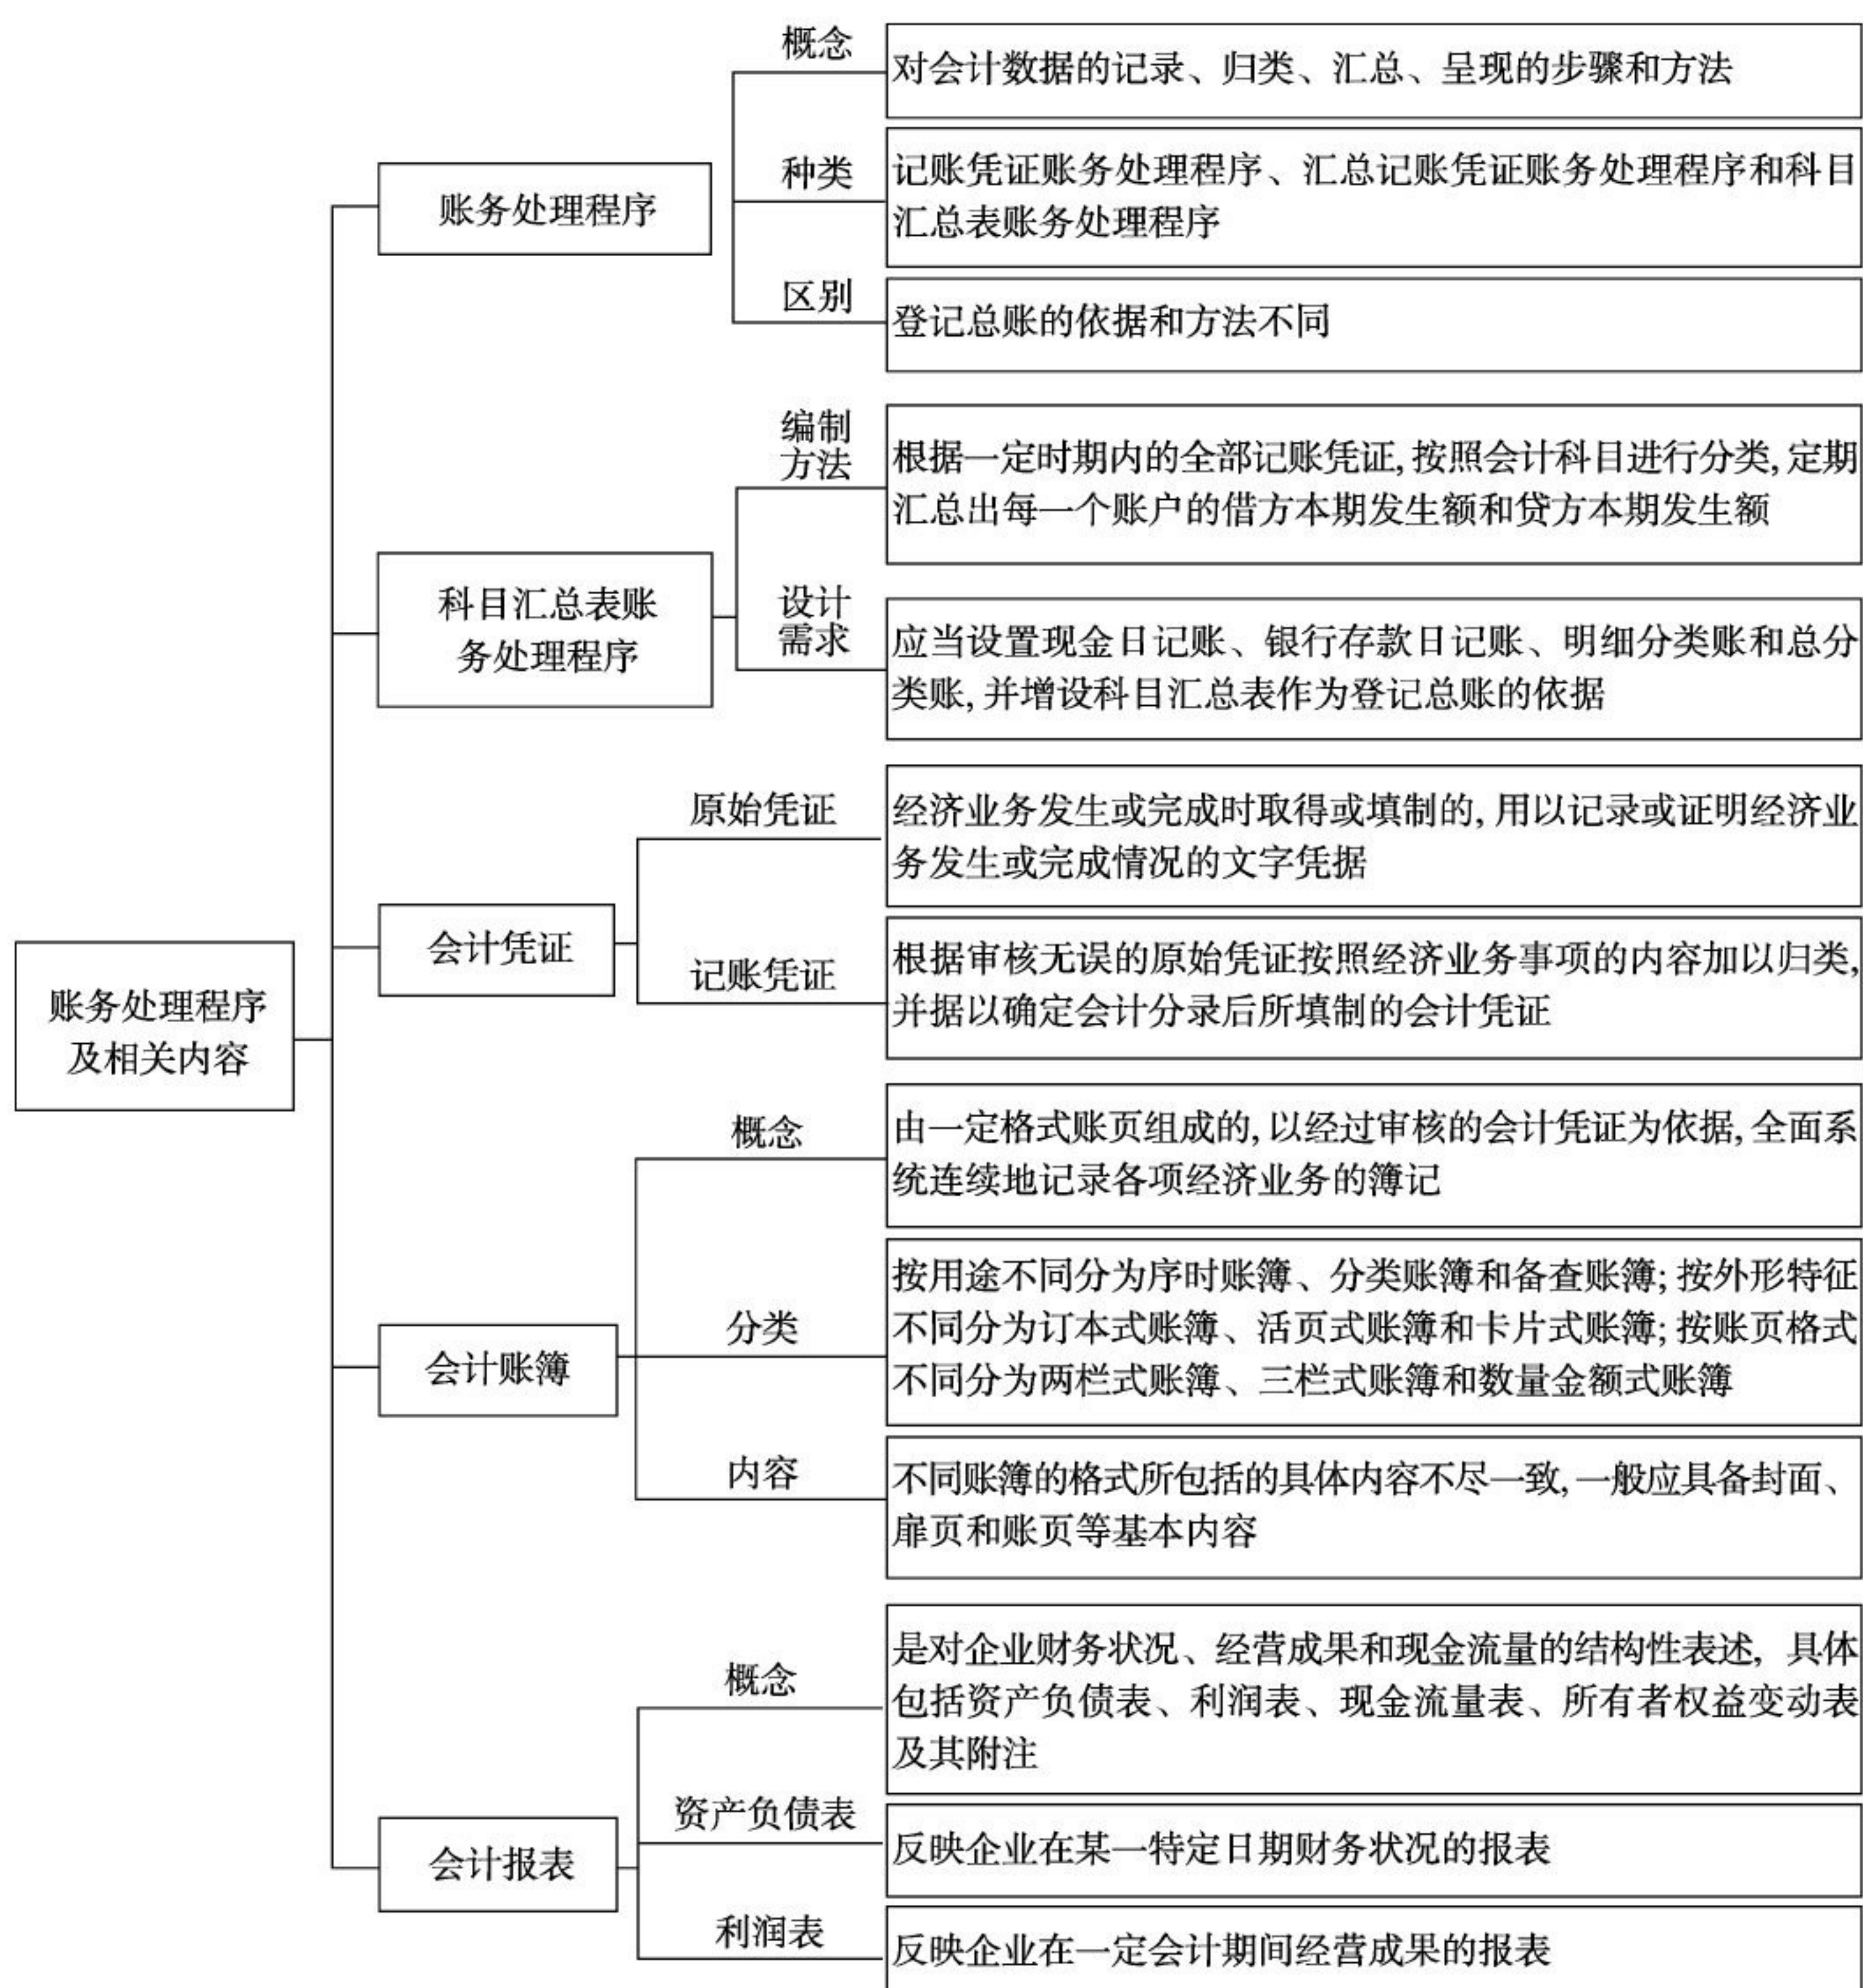 账务处理程序
及相关内容
账务处理程序
概念
对会计数据的记录、归类、汇总、呈现的步骤和方法
种类
记账凭证账务处理程序、汇总记账凭证账务处理程序和科目
汇总表账务处理程序
区别
登记总账的依据和方法不同
科目汇总表账
务处理程序
编制
方法
根据一定时期内的全部记账凭证, 按照会计科目进行分类, 定期
汇总出每一个账户的借方本期发生额和贷方本期发生额
设计
需求
应当设置现金日记账、银行存款日记账、明细分类账和总分
类账, 并增设科目汇总表作为登记总账的依据
会计凭证
原始凭证
经济业务发生或完成时取得或填制的, 用以记录或证明经济业
务发生或完成情况的文字凭据
记账凭证
根据审核无误的原始凭证按照经济业务事项的内容加以归类,
并据以确定会计分录后所填制的会计凭证
会计账簿
概念
由一定格式账页组成的, 以经过审核的会计凭证为依据, 全面系
统连续地记录各项经济业务的簿记
分类
按用途不同分为序时账簿、分类账簿和备查账簿; 按外形特征
不同分为订本式账簿、活页式账簿和卡片式账簿; 按账页格式
不同分为两栏式账簿、三栏式账簿和数量金额式账簿
内容
不同账簿的格式所包括的具体内容不尽一致, 一般应具备封面、
扉页和账页等基本内容
会计报表
概念
是对企业财务状况、经营成果和现金流量的结构性表述, 具体
包括资产负债表、利润表、现金流量表、所有者权益变动表
及其附注
资产负债表
反映企业在某一特定日期财务状况的报表
利润表
反映企业在一定会计期间经营成果的报表